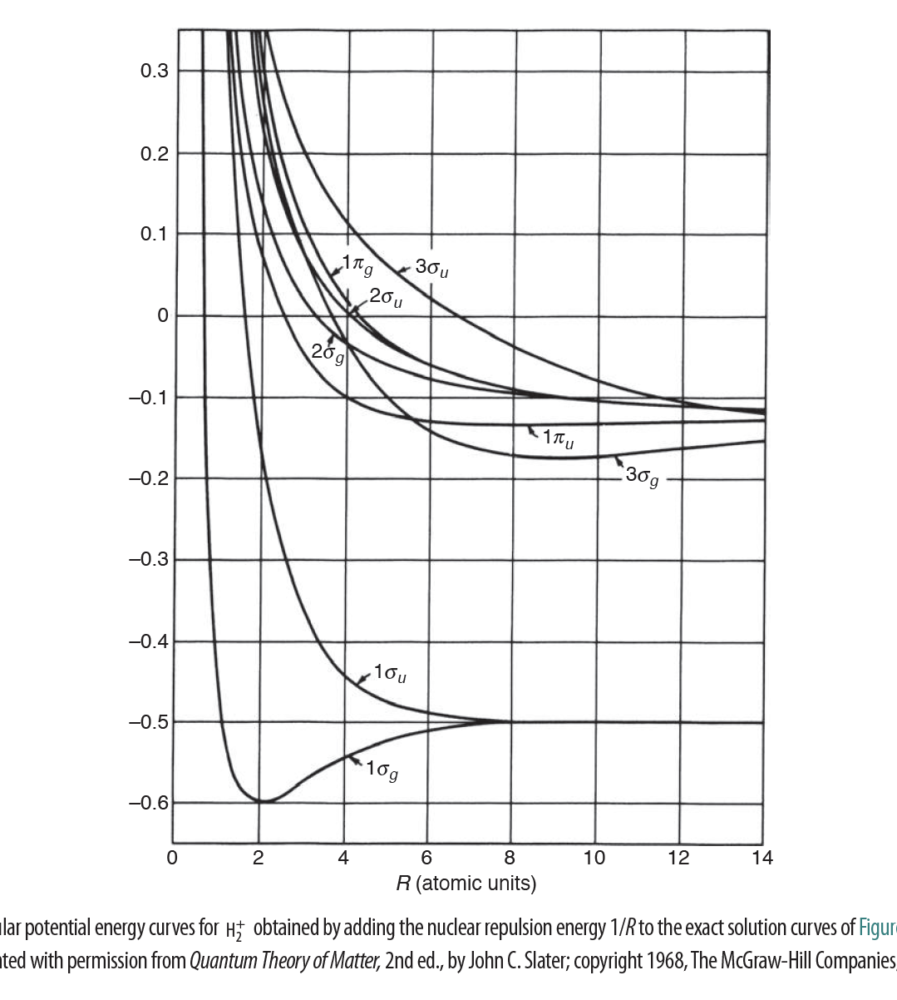 0.3
0.2
0.1
0
−0.1
−0.2
−0.3
−0.4
−0.5
−0.6
1πg
3σu
2σu
2σg
1πu
3σg
1σu
1σg
0 2 4 6 8 10 12 14
R (atomic units)
potential energy curves for H₂⁺ obtained by adding the nuclear repulsion energy 1/R to the exact solution curves of
with permission from Quantum Theory of Matter, 2nd ed., by John C. Slater; copyright 1968, The McGraw-Hill Companies,